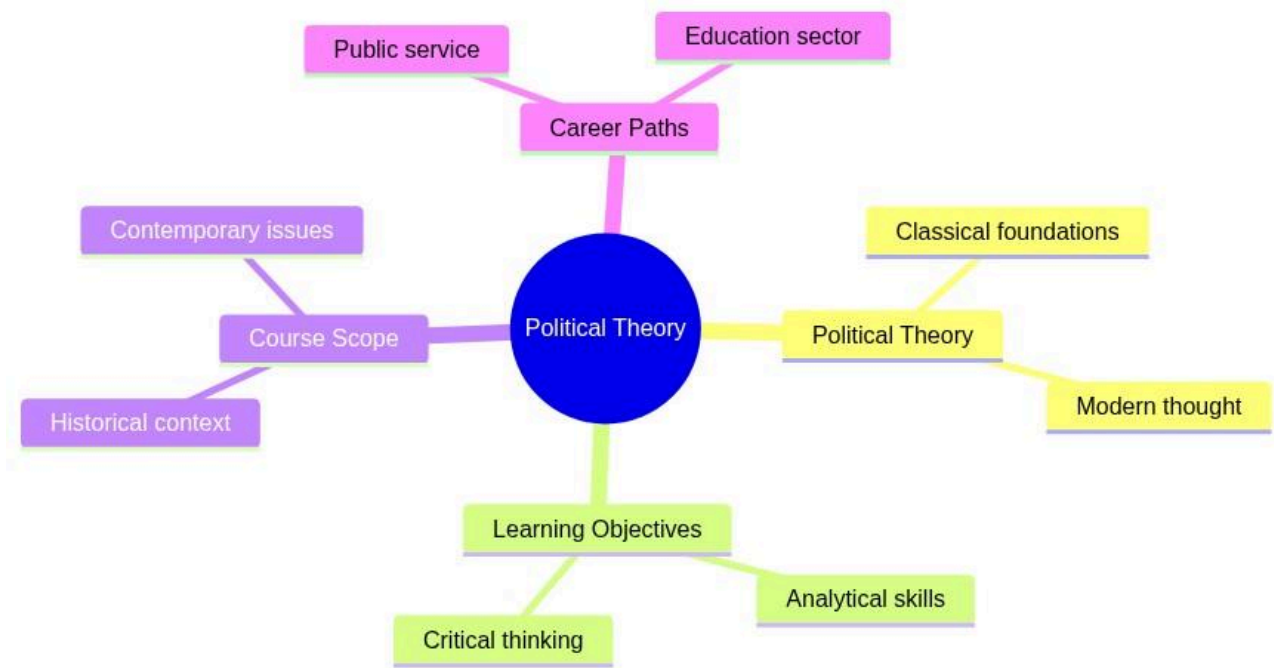 Education sector
Public service
Career Paths
Contemporary issues
Classical foundations
Political Theory
Course Scope
Political Theory
Historical context
Modern thought
Learning Objectives
Analytical skills
Critical thinking